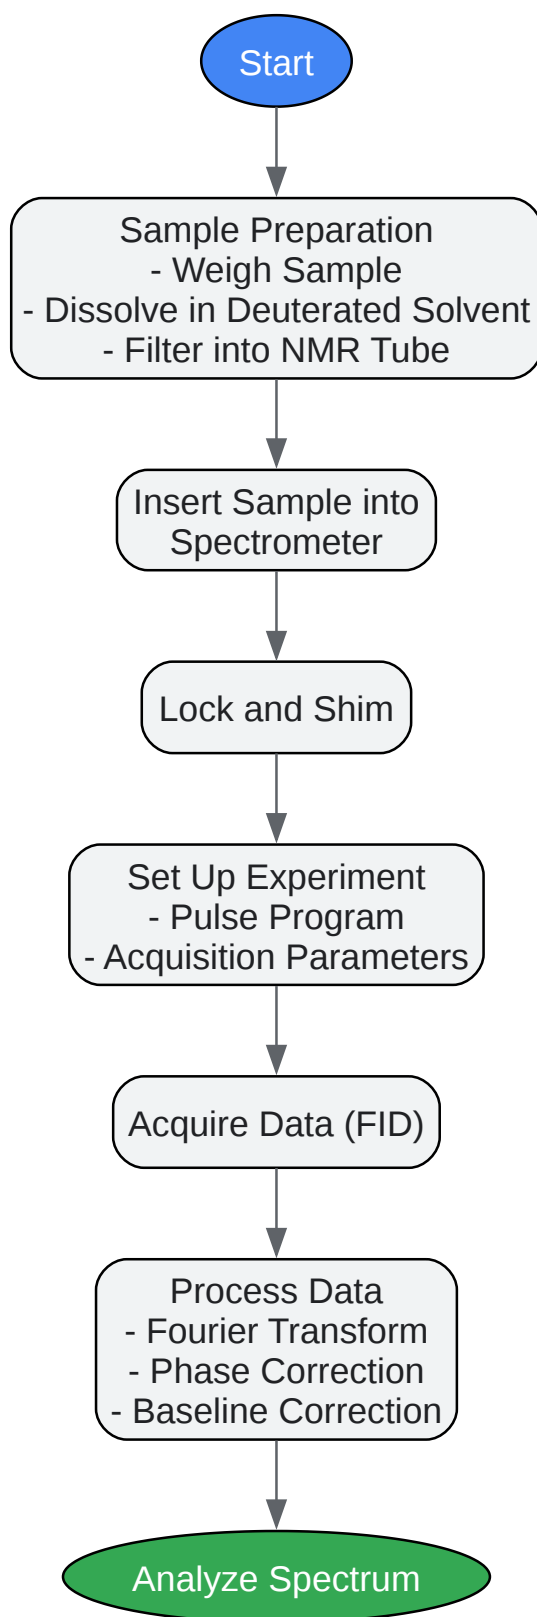 Start
Sample Preparation
- Weigh Sample
- Dissolve in Deuterated Solvent
- Filter into NMR Tube
Insert Sample into
Spectrometer
Lock and Shim
Set Up Experiment
- Pulse Program
- Acquisition Parameters
Acquire Data (FID)
Process Data
- Fourier Transform
- Phase Correction
- Baseline Correction
Analyze Spectrum